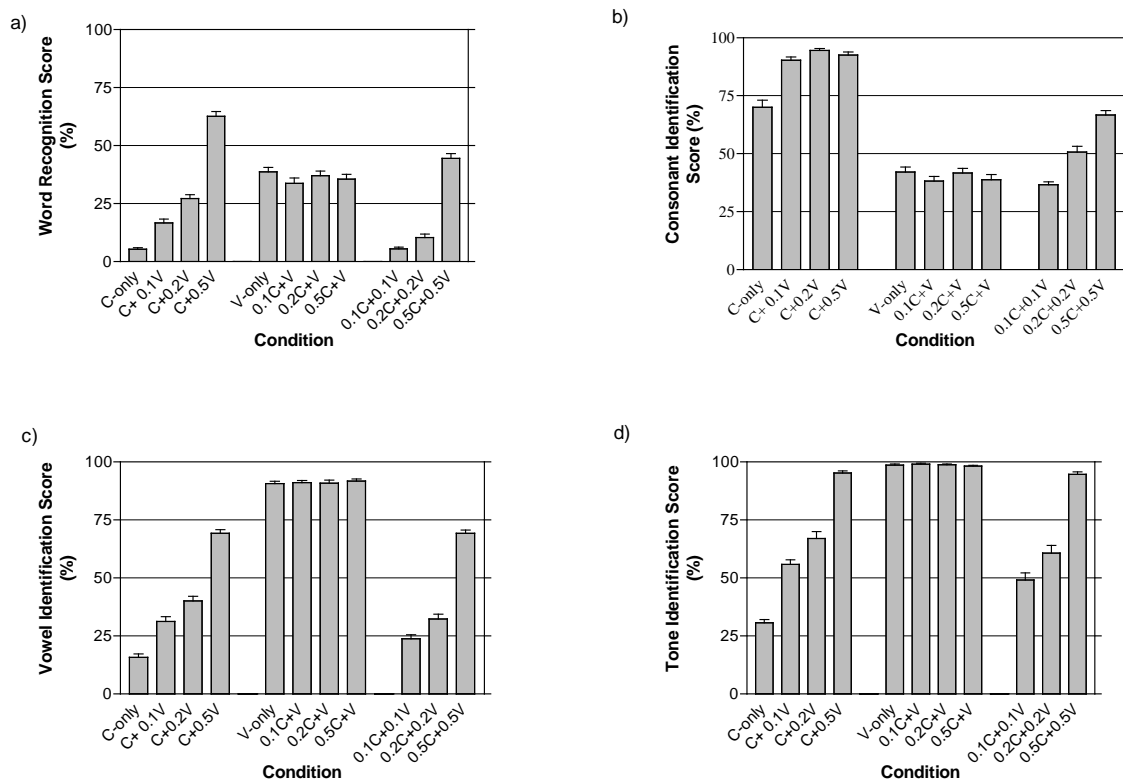 a)
Word Recognition Score
(%)
100
75
50
25
0
C-only
C+ 0.1V
C+0.2V
C+0.5V
V-only
0.1C+V
0.2C+V
0.5C+V
0.1C+0.1V
0.2C+0.2V
0.5C+0.5V
Condition
b)
Consonant Identification
Score (%)
100
75
50
25
0
C-only
C+ 0.1V
C+0.2V
C+0.5V
V-only
0.1C+V
0.2C+V
0.5C+V
0.1C+0.1V
0.2C+0.2V
0.5C+0.5V
Condition
c)
Vowel Identification Score
(%)
100
75
50
25
0
C-only
C+ 0.1V
C+0.2V
C+0.5V
V-only
0.1C+V
0.2C+V
0.5C+V
0.1C+0.1V
0.2C+0.2V
0.5C+0.5V
Condition
d)
Tone Identification Score
(%)
100
75
50
25
0
C-only
C+ 0.1V
C+0.2V
C+0.5V
V-only
0.1C+V
0.2C+V
0.5C+V
0.1C+0.1V
0.2C+0.2V
0.5C+0.5V
Condition